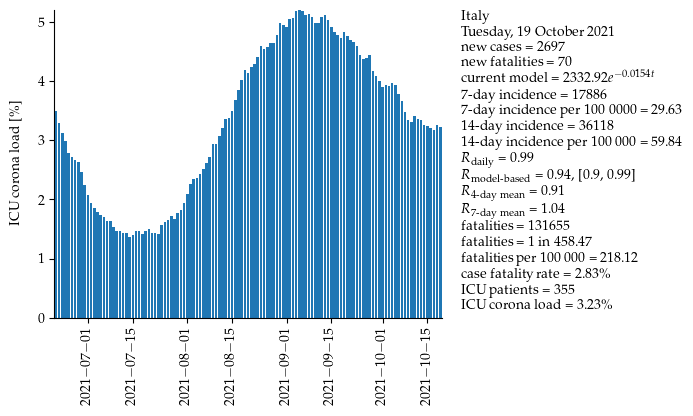 ICU corona load [%]
5
4
3
2
1
0
2021−07−01
2021−07−15
2021−08−01
2021−08−15
2021−09−01
2021−09−15
2021−10−01
2021−10−15
Italy
Tuesday, 19 October 2021
new cases = 2697
new fatalities = 70
current model = 2332.92e^−0.0154t
7-day incidence = 17886
7-day incidence per 100 0000 = 29.63
14-day incidence = 36118
14-day incidence per 100 000 = 59.84
R_daily = 0.99
R_model-based = 0.94, [0.9, 0.99]
R_4-day mean = 0.91
R_7-day mean = 1.04
fatalities = 131655
fatalities = 1 in 458.47
fatalities per 100 000 = 218.12
case fatality rate = 2.83%
ICU patients = 355
ICU corona load = 3.23%